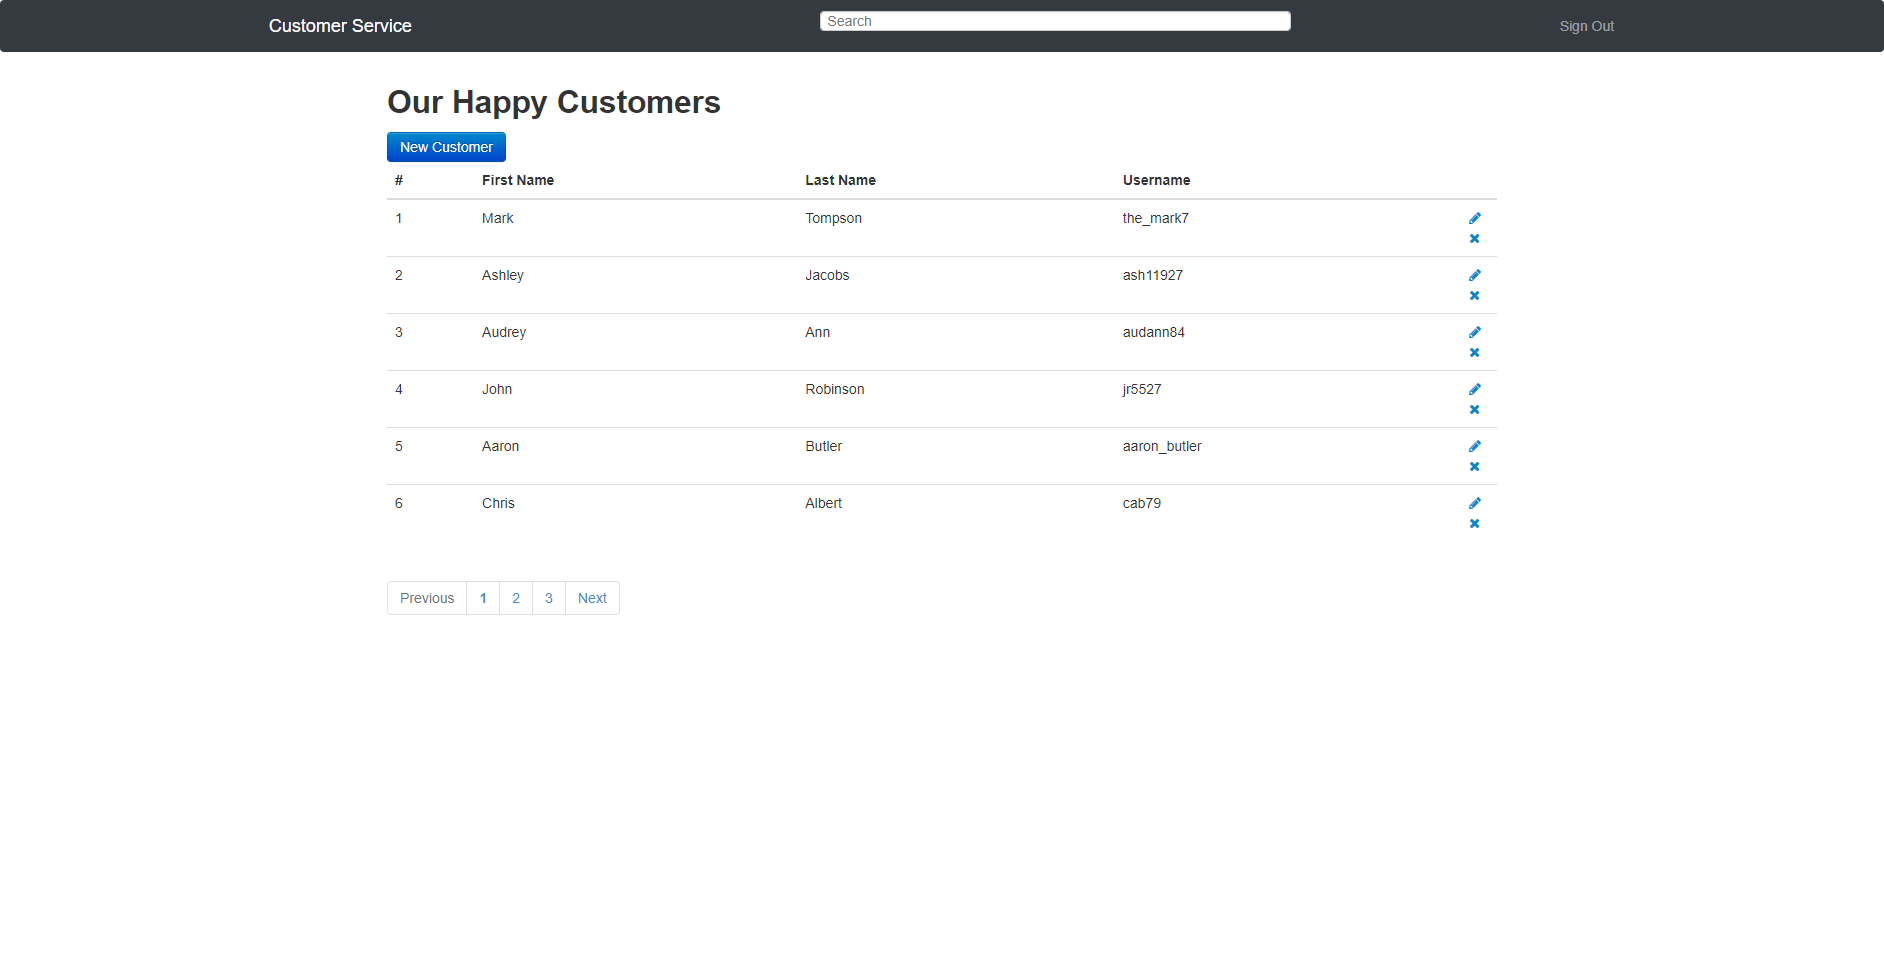 Customer Service Search Sign Out
Our Happy Customers
New Customer
# First Name Last Name Username
1 Mark Tompson the_mark7
2 Ashley Jacobs ash11927
3 Audrey Ann audann84
4 John Robinson jr5527
5 Aaron Butler aaron_butler
6 Chris Albert cab79
Previous 1 2 3 Next